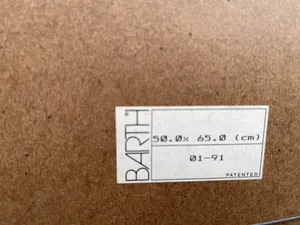 BARTH
50.0x 65.0 (cm)
01-91
PATENTED